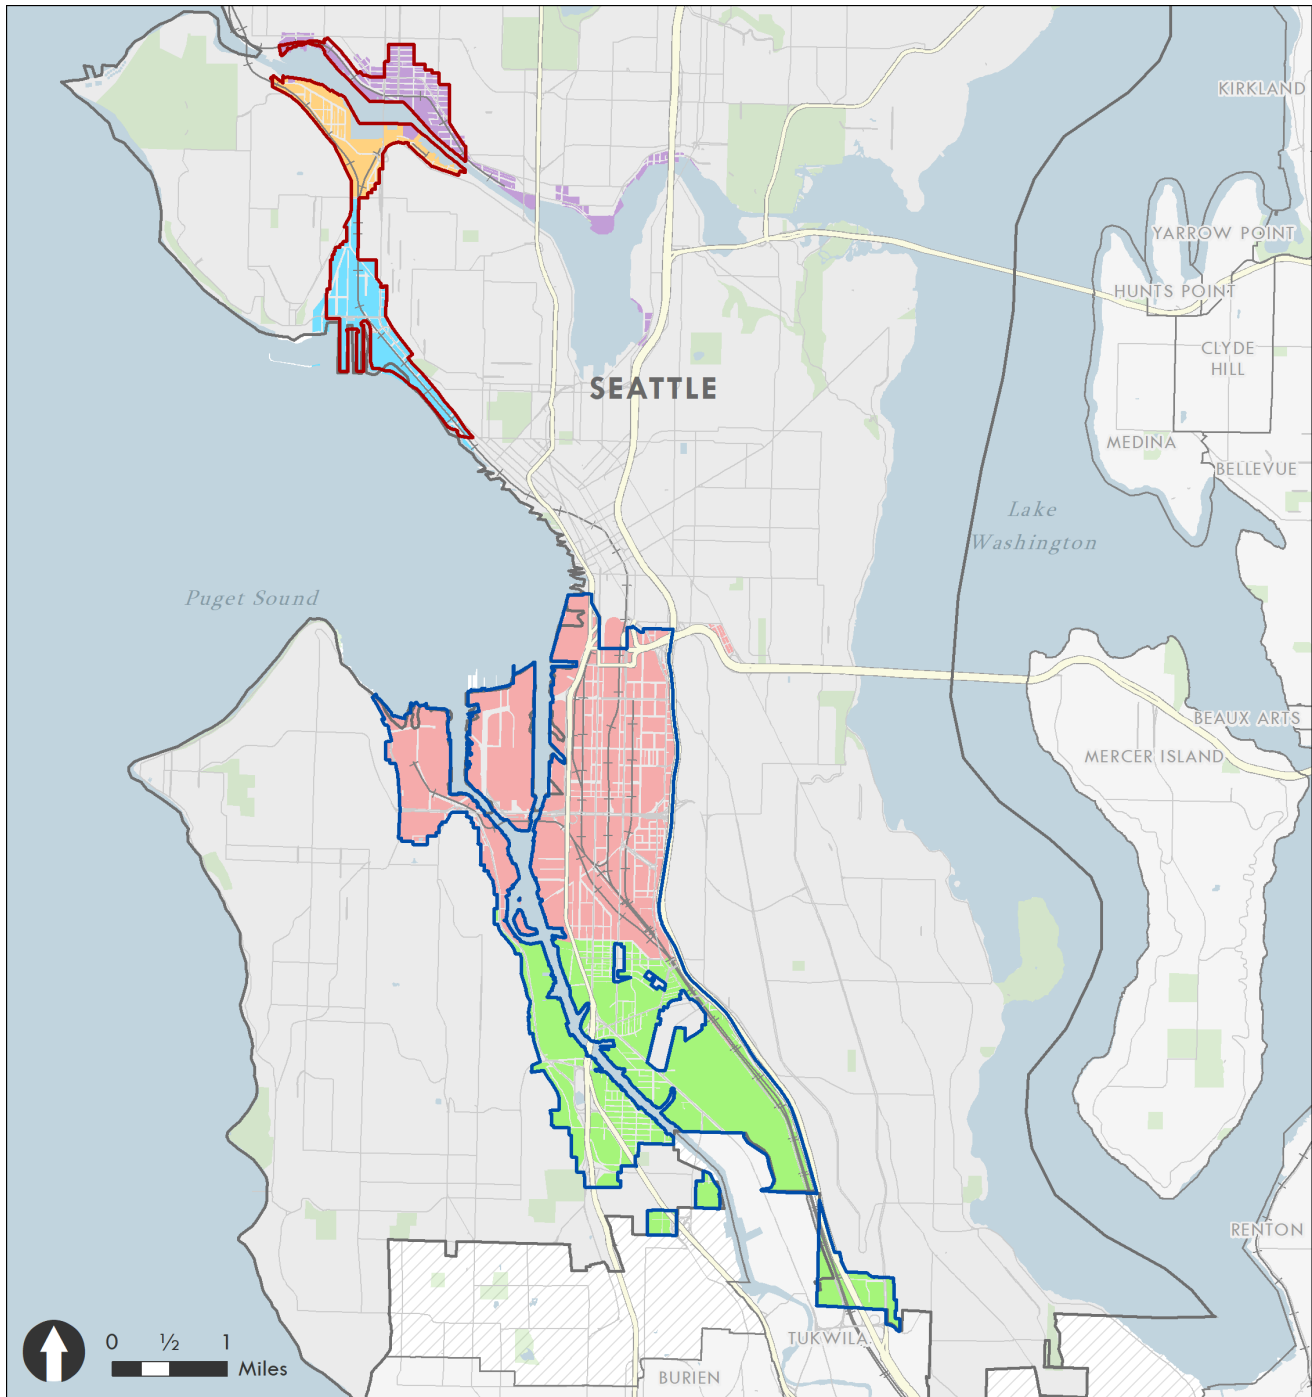 KIRKLAND
YARROW POINT
HUNTS POINT
CLYDE
HILL
SEATTLE
MEDINA
BELLEVUE
Lake
Washington
Puget Sound
BEAUX ARTS
MERCER ISLAND
RENTON
TUKWILA
BURIEN
0 ½ 1
Miles